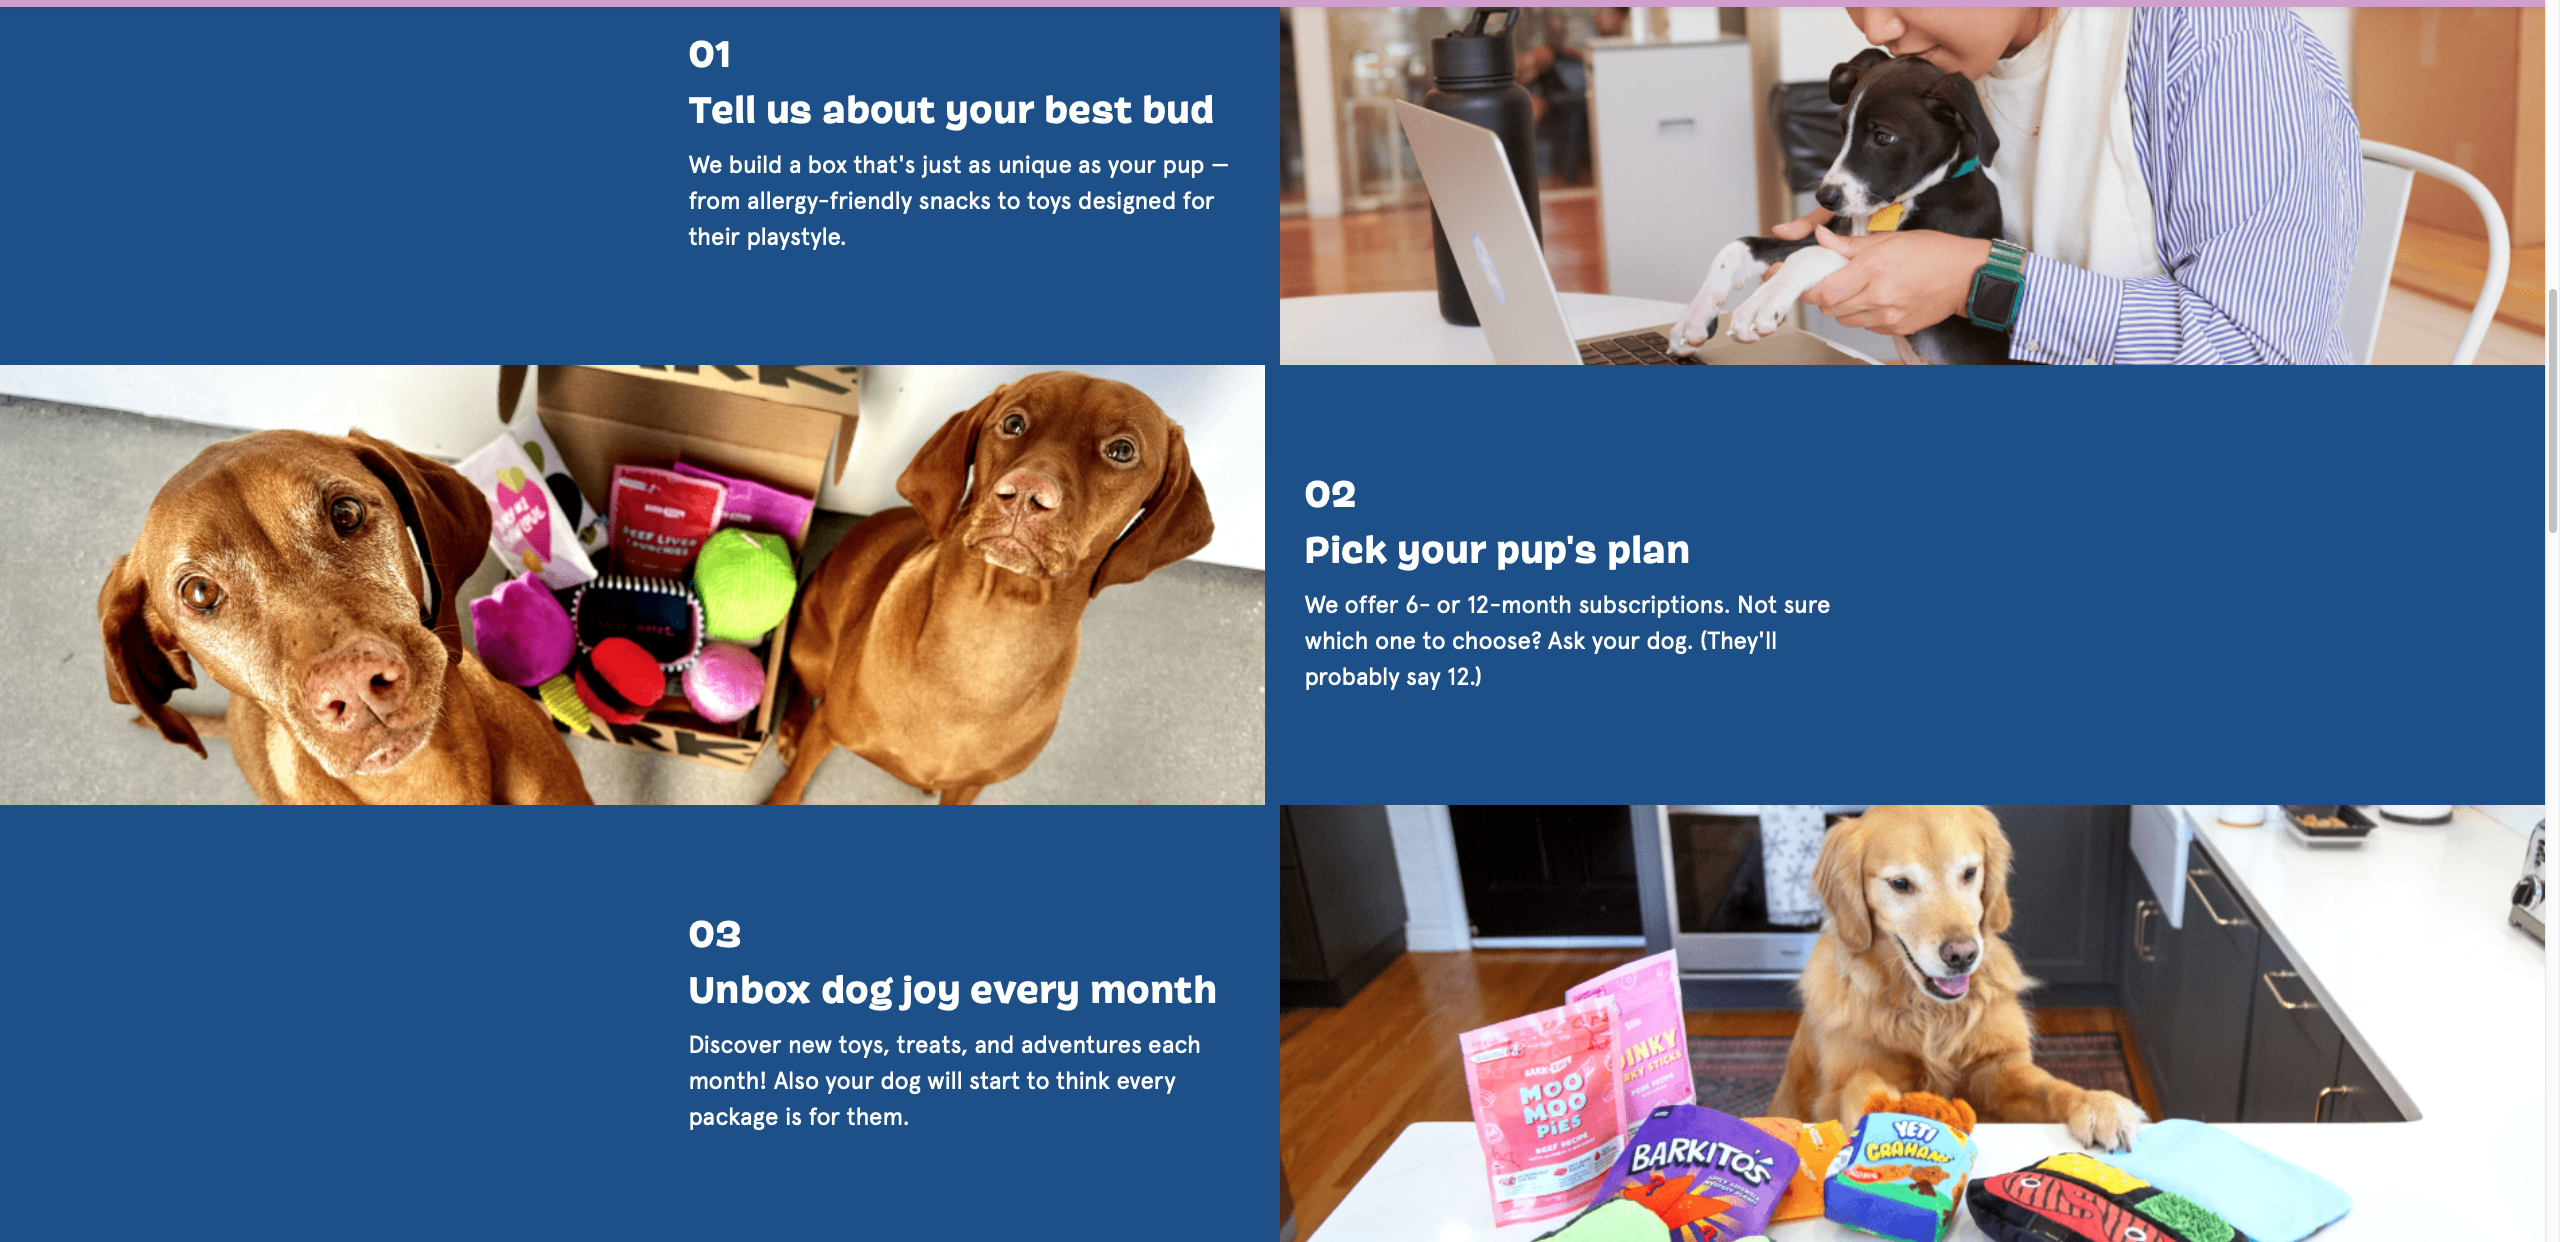 01
Tell us about your best bud
We build a box that's just as unique as your pup —
from allergy-friendly snacks to toys designed for
their playstyle.
02
Pick your pup's plan
We offer 6- or 12-month subscriptions. Not sure
which one to choose? Ask your dog. (They'll
probably say 12.)
03
Unbox dog joy every month
Discover new toys, treats, and adventures each
month! Also your dog will start to think every
package is for them.
MOO
MOO
PiES
BEEF RECIPE
BARKITO'S
YETI